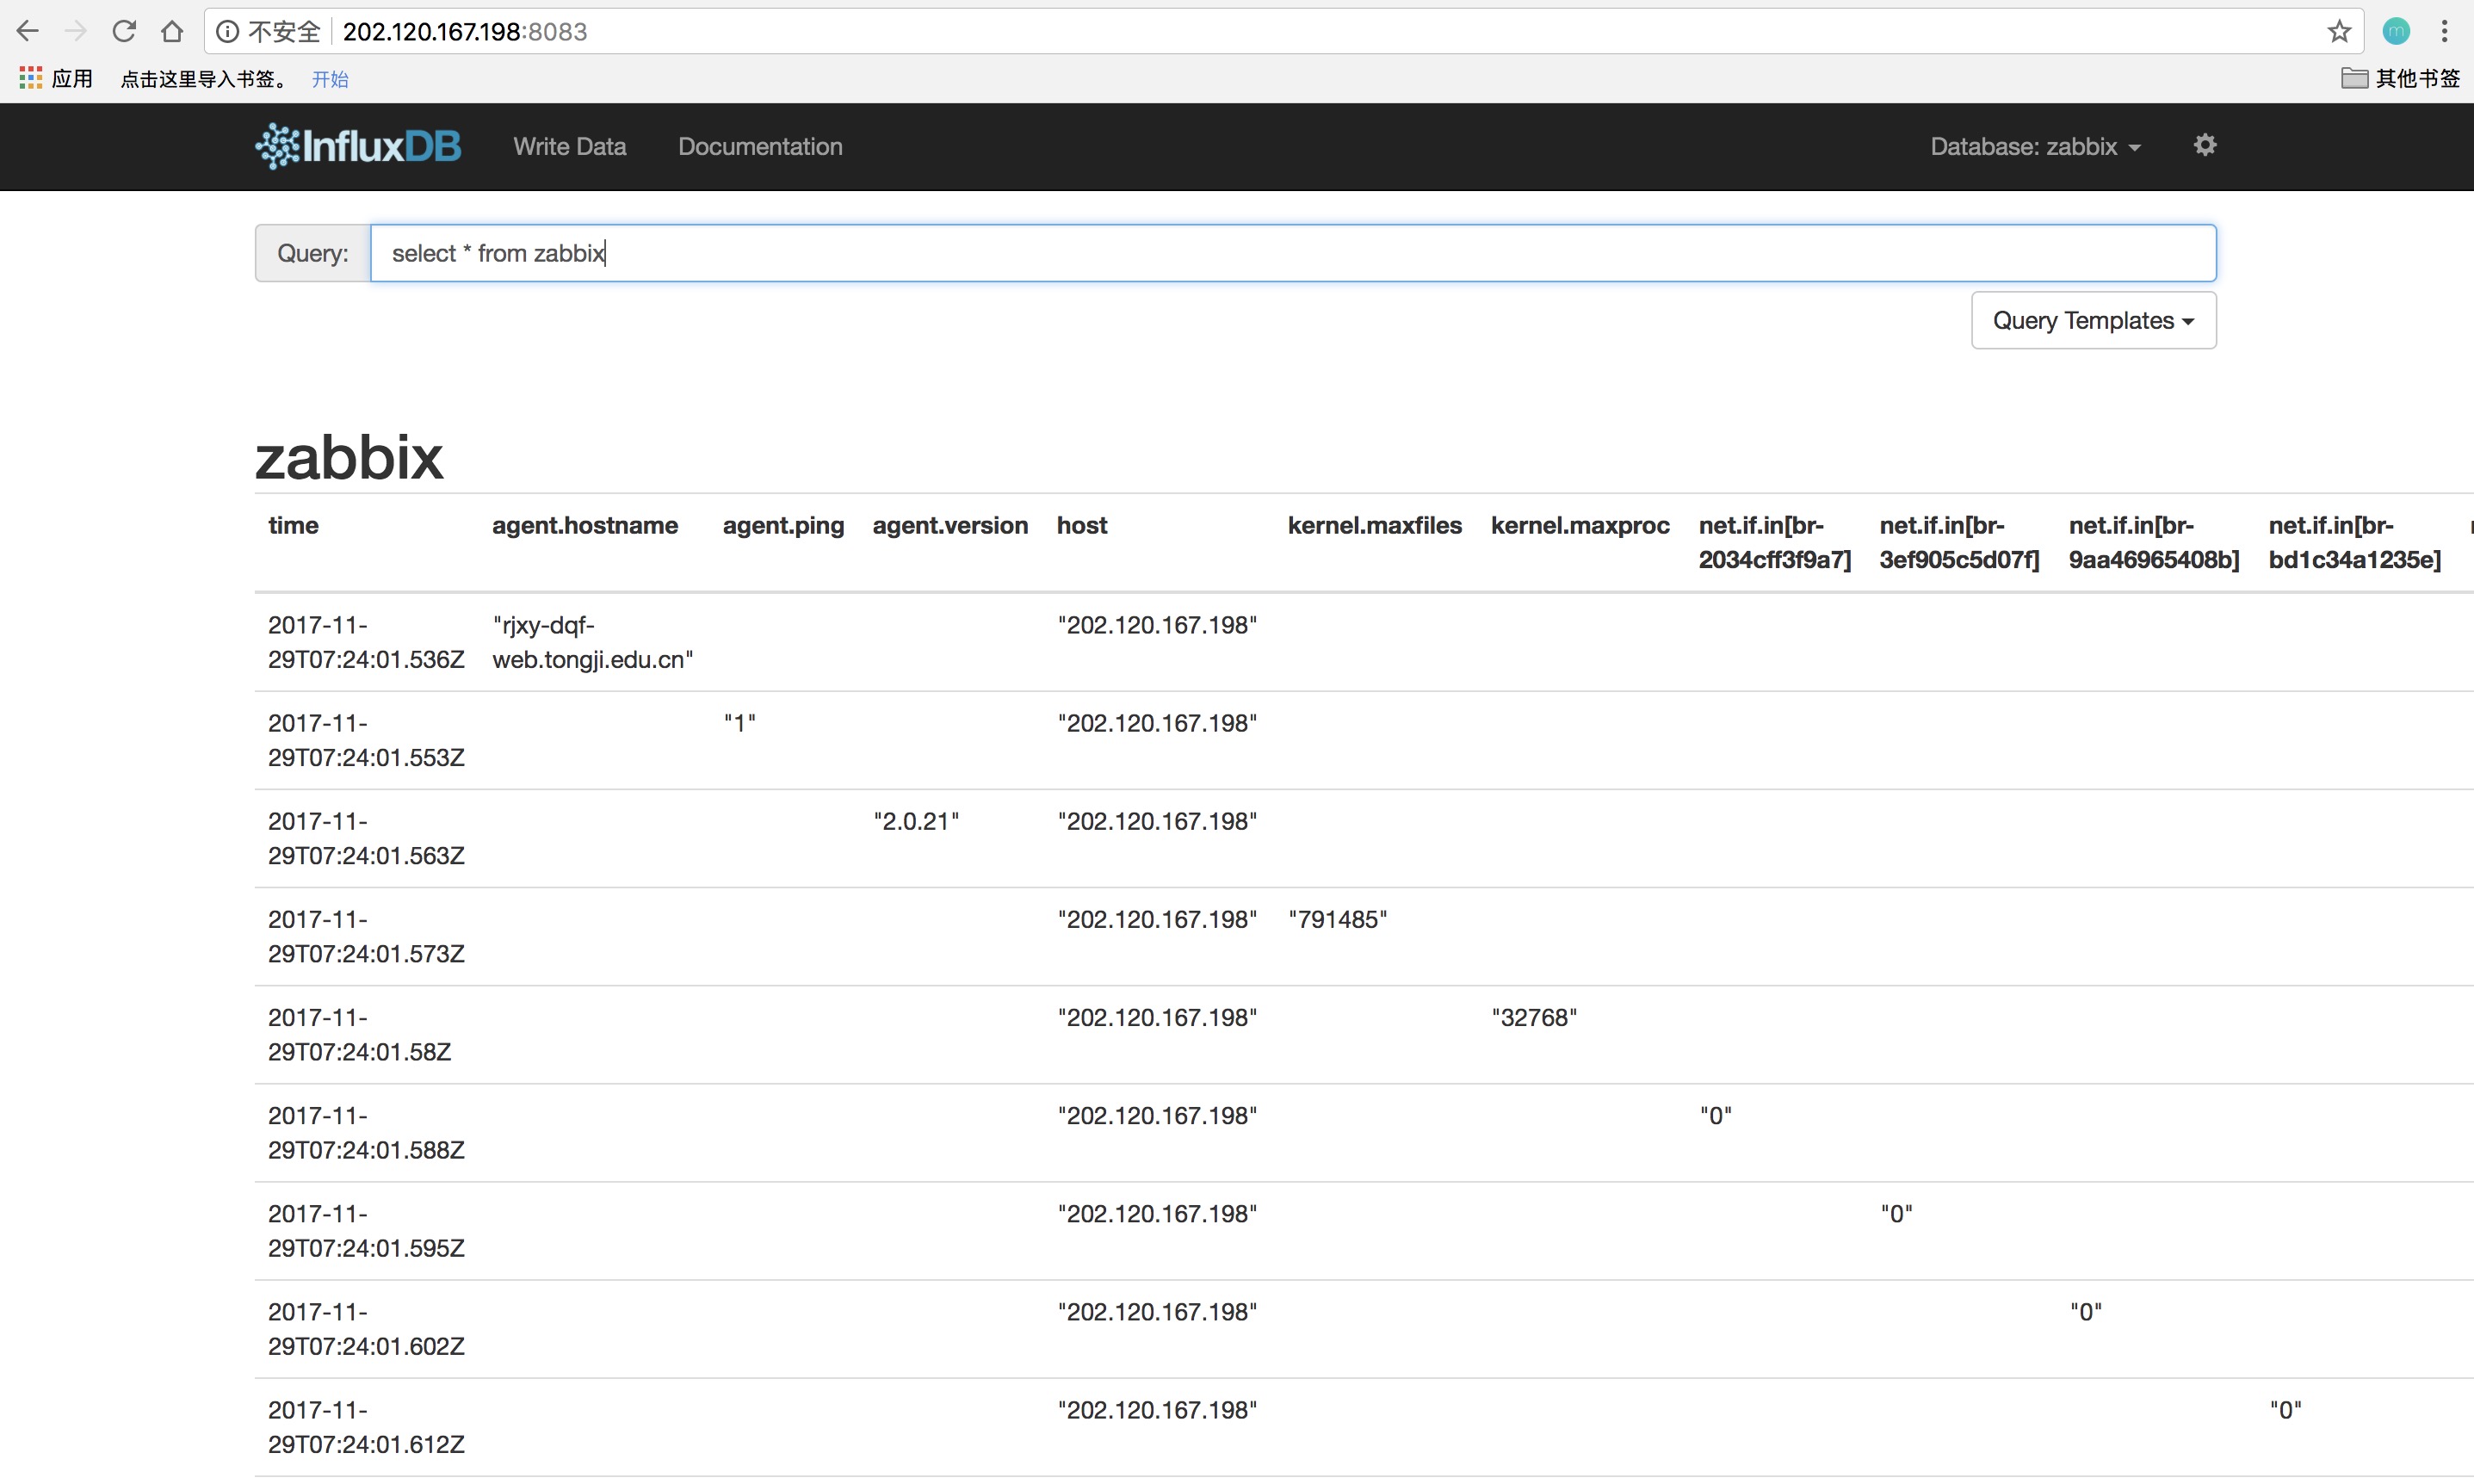 不安全 202.120.167.198:8083
应用 点击这里导入书签。 开始 其他书签
InfluxDB Write Data Documentation Database: zabbix
Query: select * from zabbix
Query Templates
zabbix
time agent.hostname agent.ping agent.version host kernel.maxfiles kernel.maxproc net.if.in[br- net.if.in[br- net.if.in[br- net.if.in[br-
2034cff3f9a7] 3ef905c5d07f] 9aa46965408b] bd1c34a1235e]
2017-11- "rjxy-dqf- "202.120.167.198"
29T07:24:01.536Z web.tongji.edu.cn"
2017-11- "1" "202.120.167.198"
29T07:24:01.553Z
2017-11- "2.0.21" "202.120.167.198"
29T07:24:01.563Z
2017-11- "202.120.167.198" "791485"
29T07:24:01.573Z
2017-11- "202.120.167.198" "32768"
29T07:24:01.58Z
2017-11- "202.120.167.198" "0"
29T07:24:01.588Z
2017-11- "202.120.167.198" "0"
29T07:24:01.595Z
2017-11- "202.120.167.198" "0"
29T07:24:01.602Z
2017-11- "202.120.167.198" "0"
29T07:24:01.612Z